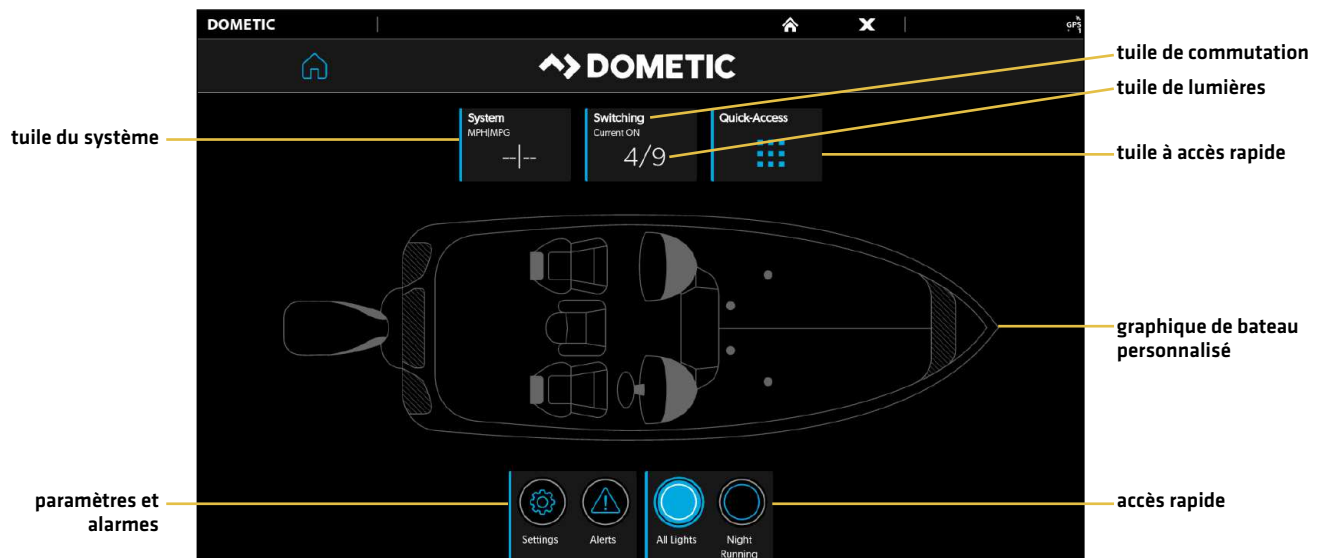 DOMETIC
GPS
1
DOMETIC
tuile de commutation
tuile de lumières
tuile du système
System
MPH|MPG
--|--
Switching
Current ON
4/9
Quick-Access
tuile à accès rapide
graphique de bateau
personnalisé
paramètres et
alarmes
Settings
Alerts
All Lights
Night
Running
accès rapide